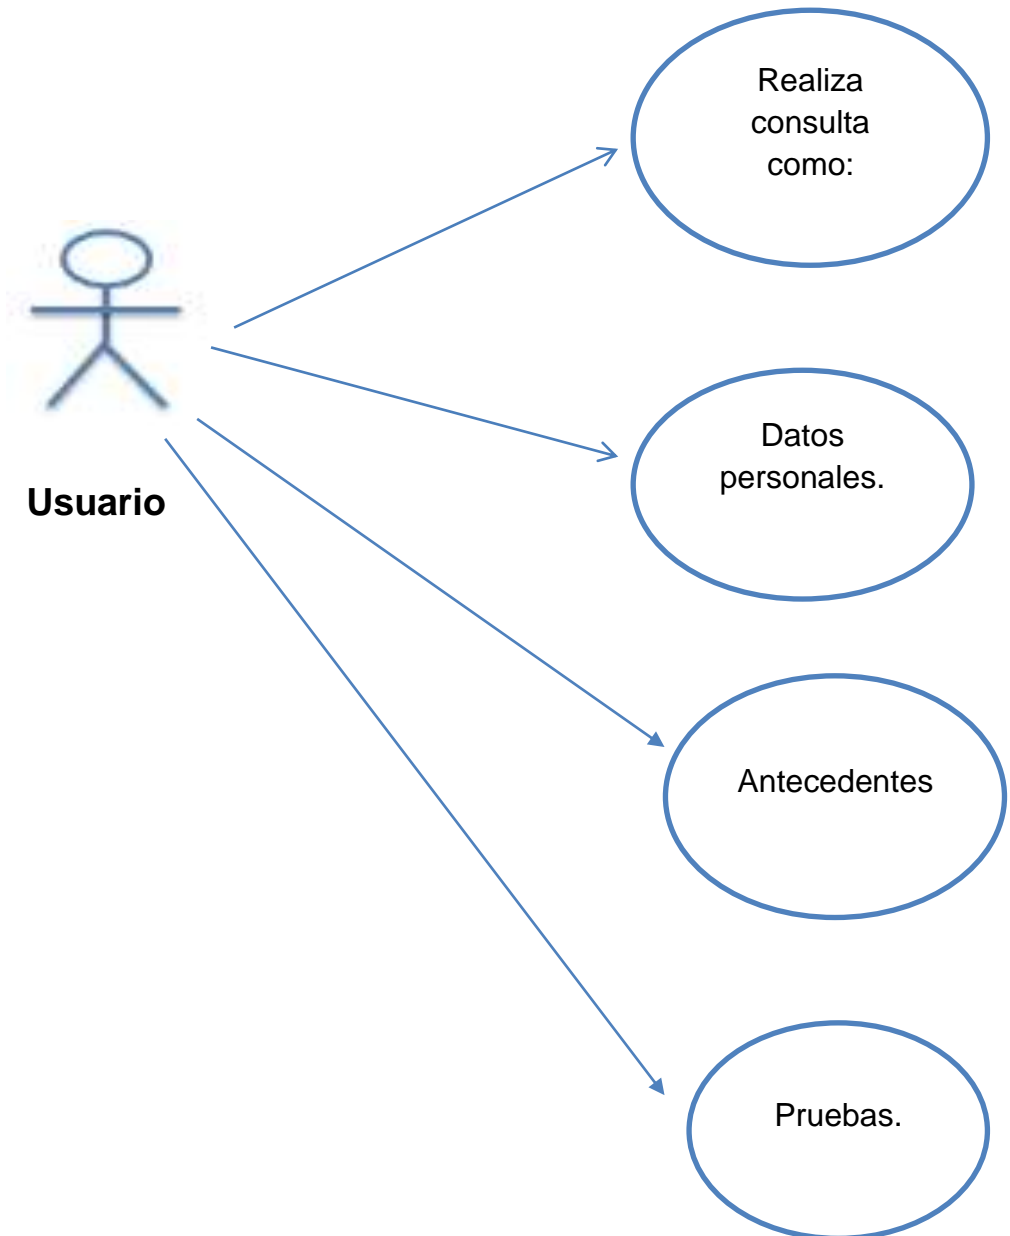 Realiza
consulta
como:
Datos
personales.
Usuario
Antecedentes
Pruebas.